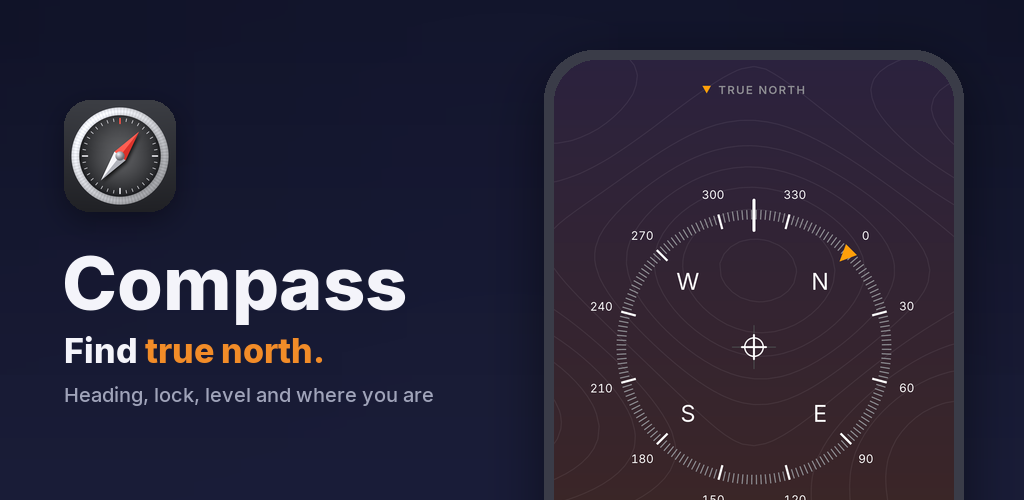 Compass
Find true north.
Heading, lock, level and where you are
TRUE NORTH
300 330
270 0
W N
240 30
210 60
S E
180 90
150 120